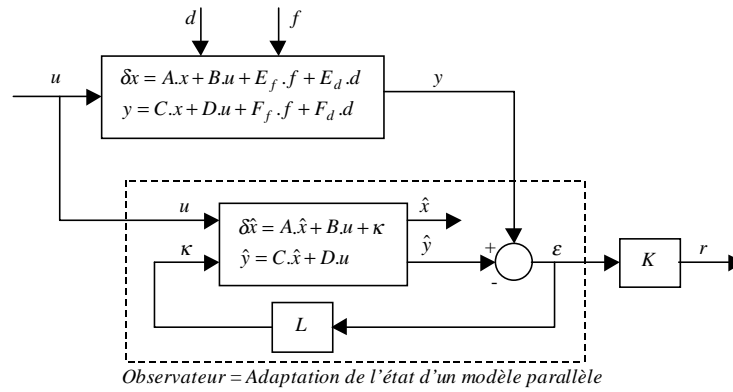 d f
u
δx = A.x + B.u + E_f .f + E_d .d
y = C.x + D.u + F_f .f + F_d .d
y
u
δx̂ = A.x̂ + B.u + κ
ŷ = C.x̂ + D.u
x̂
ŷ
κ
+
-
ε
K
r
L
Observateur = Adaptation de l'état d'un modèle parallèle